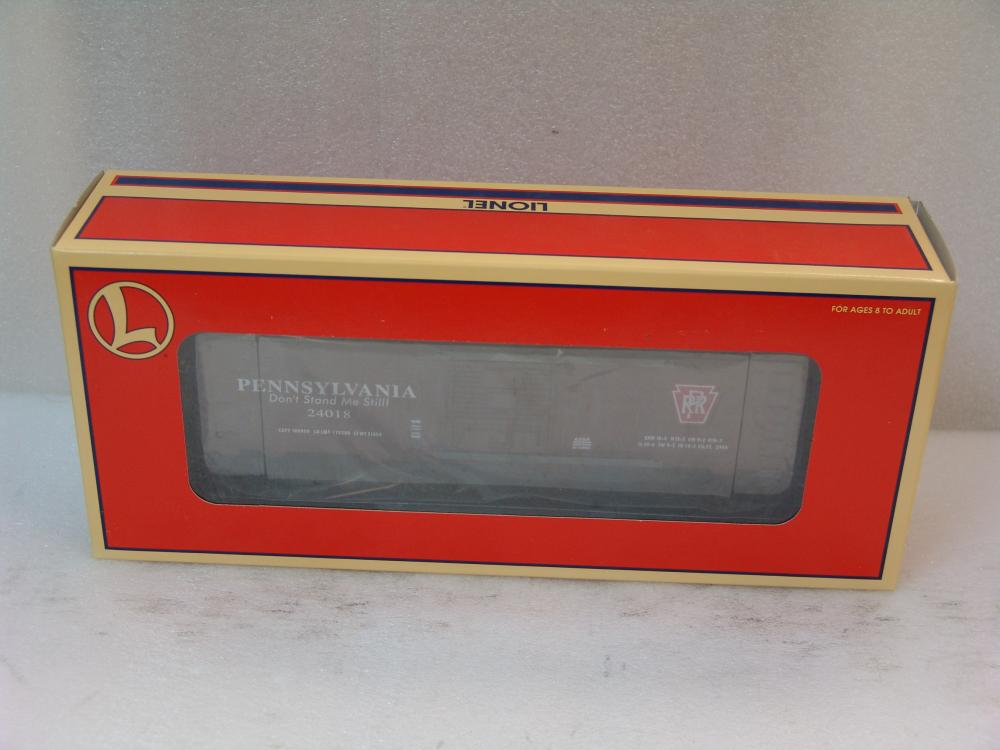 LIONEL
L
FOR AGES 8 TO ADULT
PENNSYLVANIA
Don't Stand Me Still!
24018
PRR